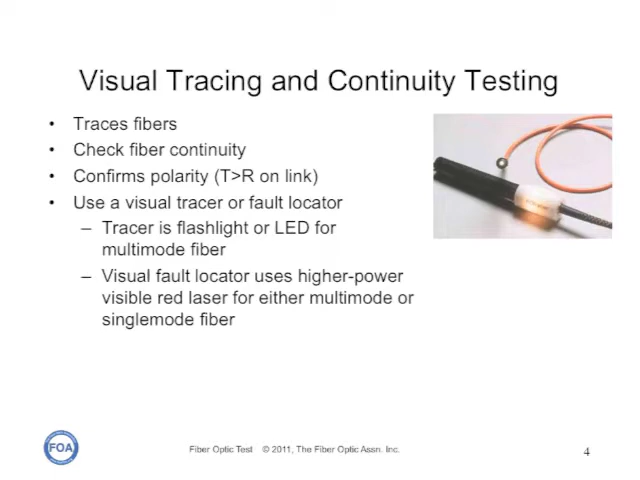 Visual Tracing and Continuity Testing
• Traces fibers
• Check fiber continuity
• Confirms polarity (T>R on link)
• Use a visual tracer or fault locator
– Tracer is flashlight or LED for
multimode fiber
– Visual fault locator uses higher-power
visible red laser for either multimode or
singlemode fiber
FOA
Fiber Optic Test © 2011, The Fiber Optic Assn. Inc.
4